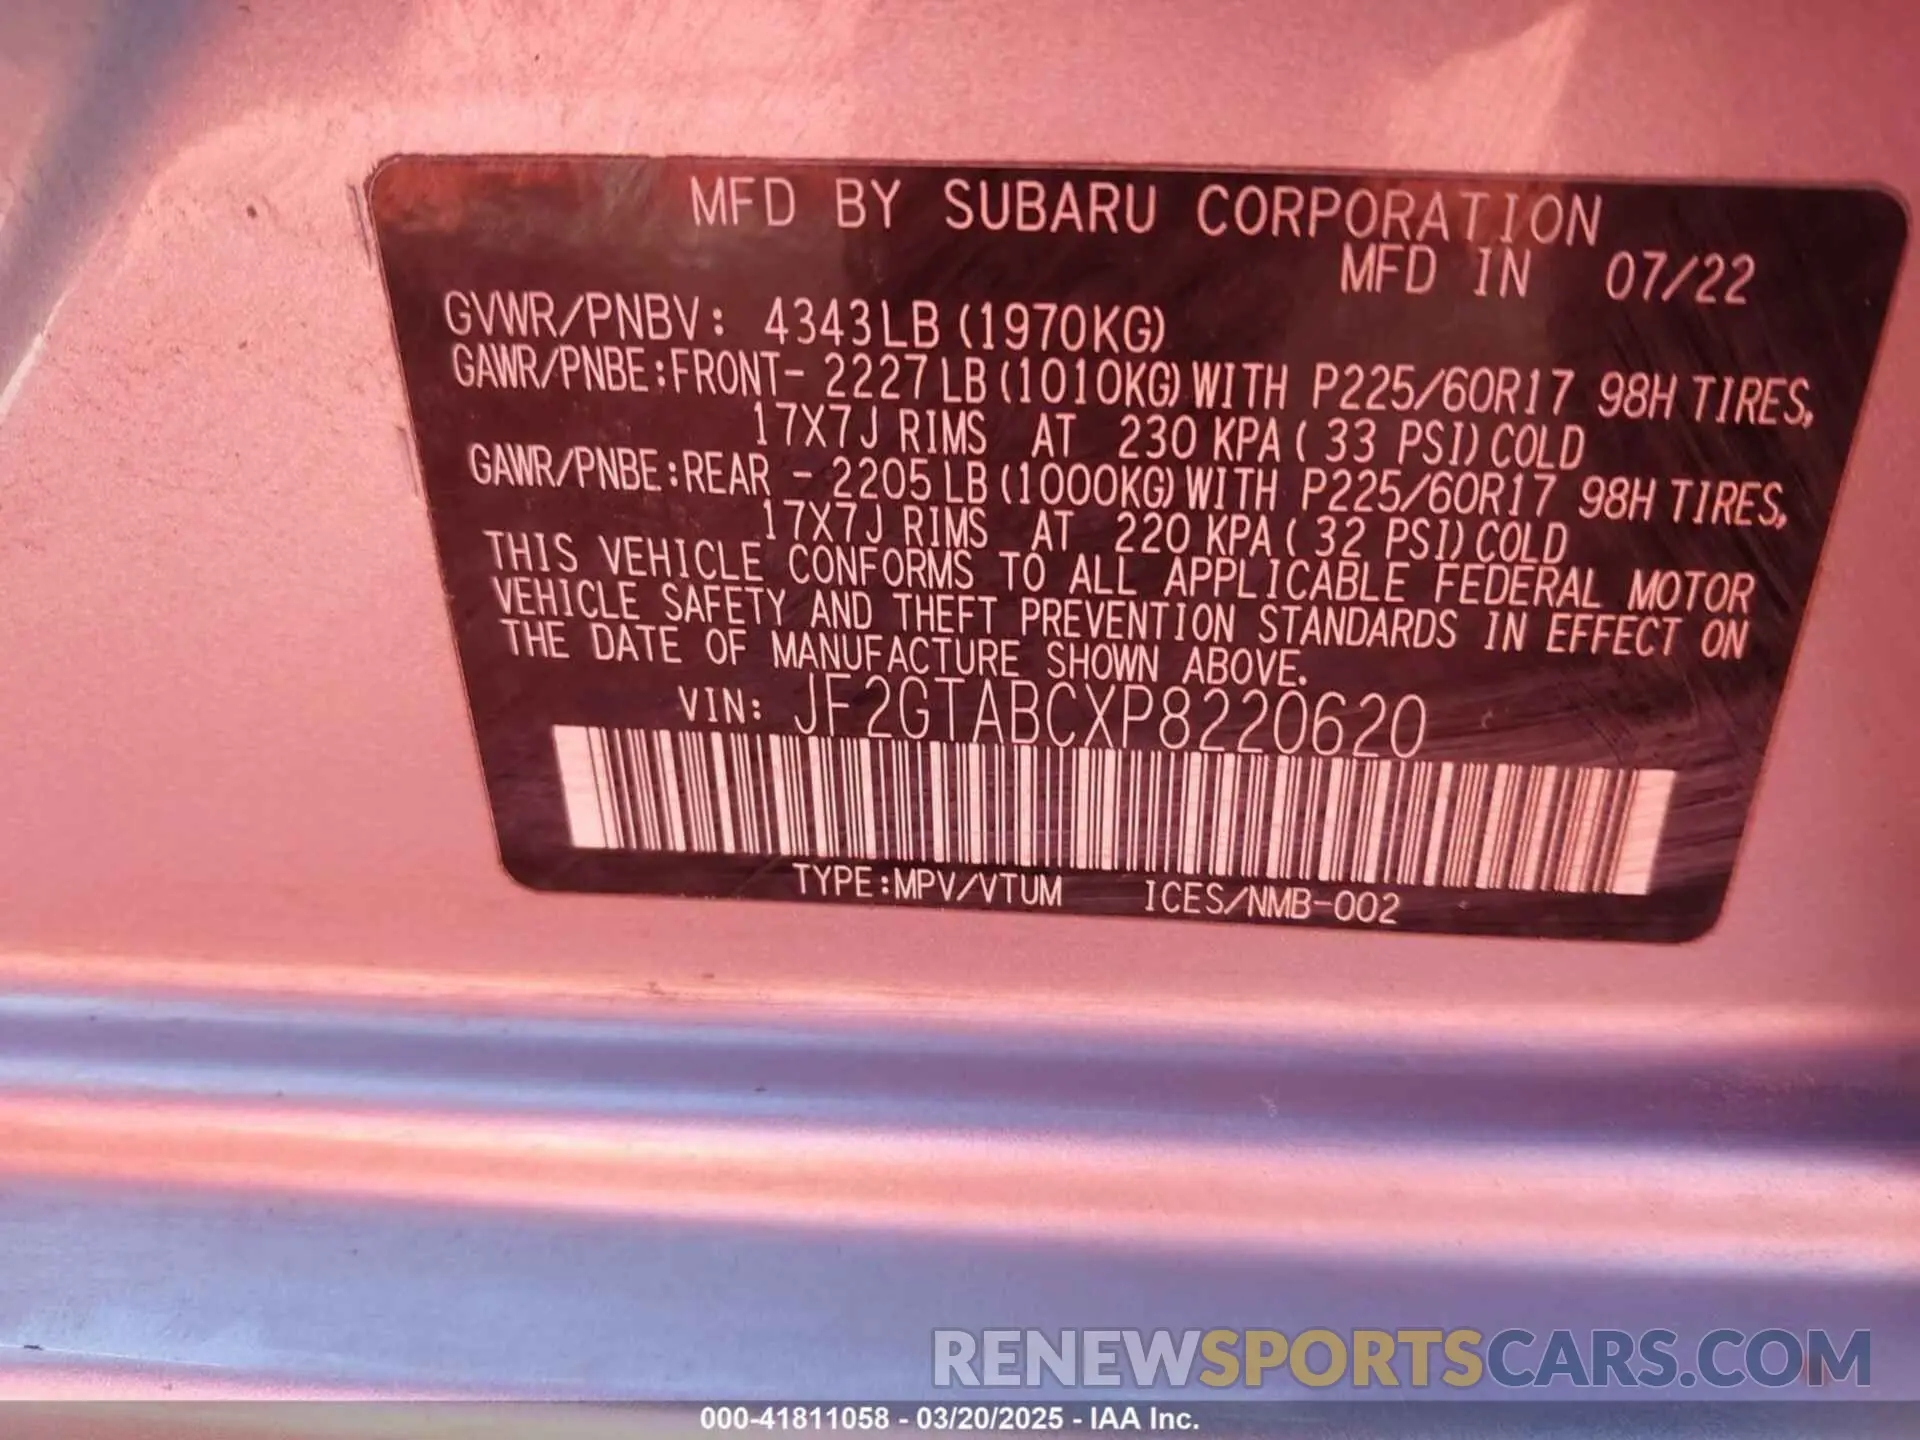 MFD BY SUBARU CORPORATION
MFD IN 07/22
GVWR/PNBV: 4343LB (1970KG)
GAWR/PNBE:FRONT- 2227LB (1010KG) WITH P225/60R17 98H TIRES,
17X7J RIMS AT 230 KPA ( 33 PSI) COLD
GAWR/PNBE:REAR - 2205LB (1000KG) WITH P225/60R17 98H TIRES,
17X7J RIMS AT 220 KPA ( 32 PSI) COLD
THIS VEHICLE CONFORMS TO ALL APPLICABLE FEDERAL MOTOR
VEHICLE SAFETY AND THEFT PREVENTION STANDARDS IN EFFECT ON
THE DATE OF MANUFACTURE SHOWN ABOVE.
VIN: JF2GTABCXP8220620
TYPE:MPV/VTUM ICES/NMB-002
RENEWSPORTSCARS.COM
000-41811058 - 03/20/2025 - IAA Inc.